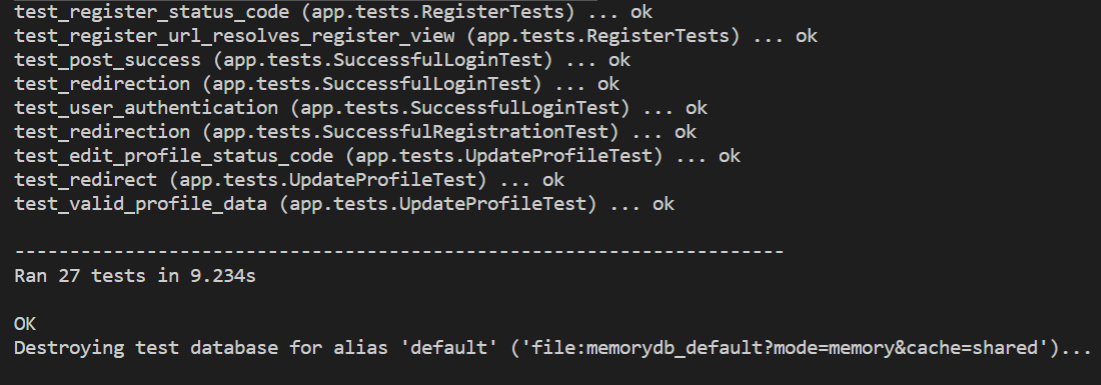 test_register_status_code (app.tests.RegisterTests) ... ok
test_register_url_resolves_register_view (app.tests.RegisterTests) ... ok
test_post_success (app.tests.SuccessfulLoginTest) ... ok
test_redirection (app.tests.SuccessfulLoginTest) ... ok
test_user_authentication (app.tests.SuccessfulLoginTest) ... ok
test_redirection (app.tests.SuccessfulRegistrationTest) ... ok
test_edit_profile_status_code (app.tests.UpdateProfileTest) ... ok
test_redirect (app.tests.UpdateProfileTest) ... ok
test_valid_profile_data (app.tests.UpdateProfileTest) ... ok
----------------------------------------------------------------------
Ran 27 tests in 9.234s
OK
Destroying test database for alias 'default' ('file:memorydb_default?mode=memory&cache=shared')...